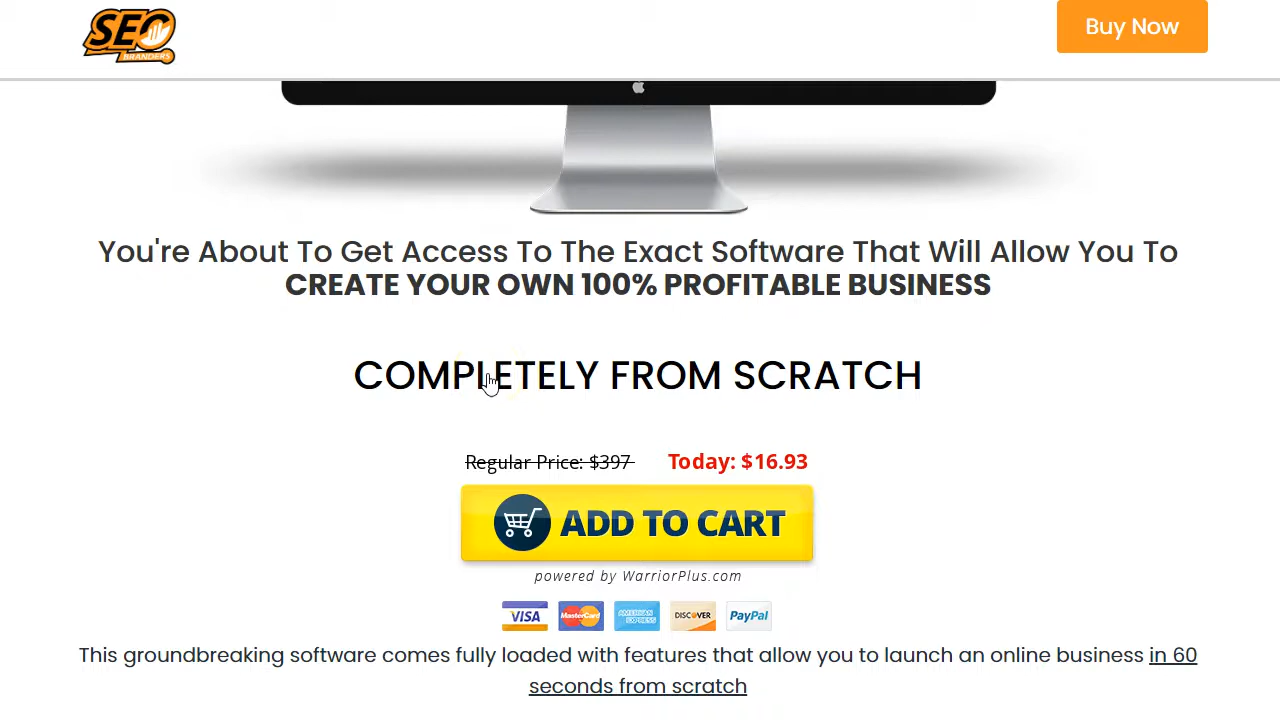 SEO
BRANDERS
Buy Now
You're About To Get Access To The Exact Software That Will Allow You To
CREATE YOUR OWN 100% PROFITABLE BUSINESS
COMPLETELY FROM SCRATCH
Regular Price: $397 Today: $16.93
ADD TO CART
powered by WarriorPlus.com
VISA MasterCard AMERICAN EXPRESS DISCOVER PayPal
This groundbreaking software comes fully loaded with features that allow you to launch an online business in 60
seconds from scratch